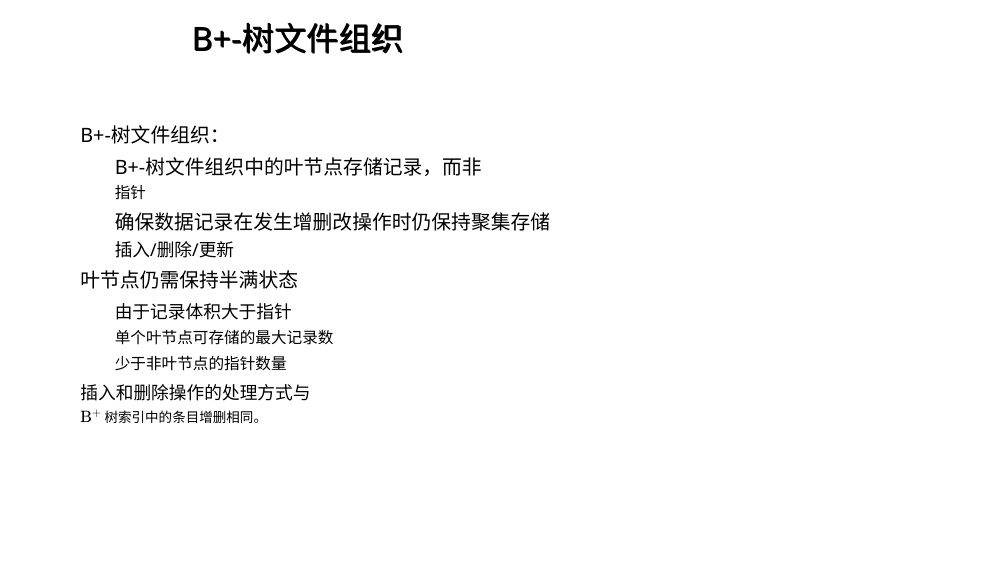 B+-树文件组织
B+-树文件组织：
B+-树文件组织中的叶节点存储记录，而非
指针
确保数据记录在发生增删改操作时仍保持聚集存储
插入/删除/更新
叶节点仍需保持半满状态
由于记录体积大于指针
单个叶节点可存储的最大记录数
少于非叶节点的指针数量
插入和删除操作的处理方式与
B⁺ 树索引中的条目增删相同。